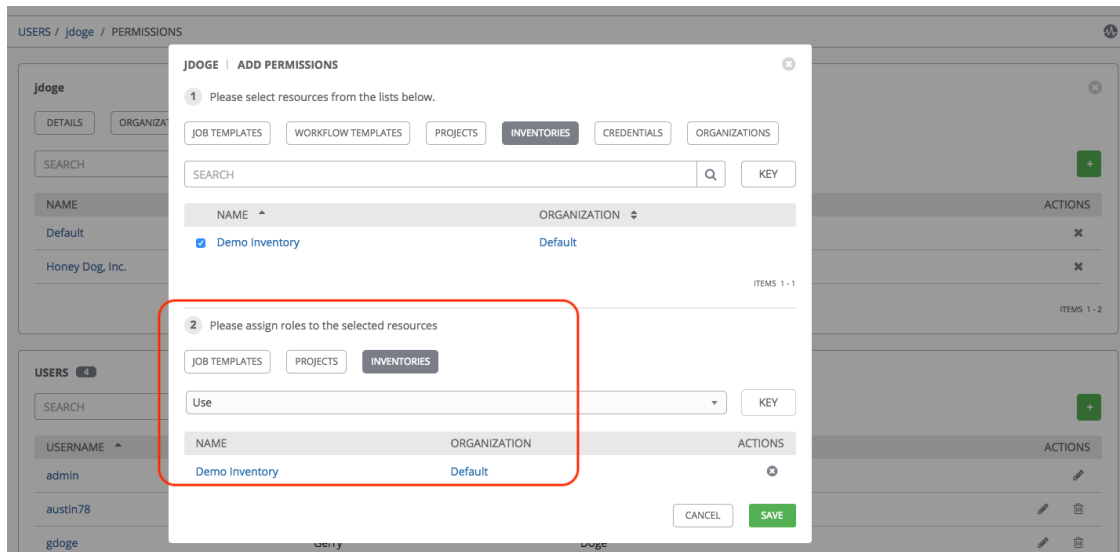 USERS / jdoge / PERMISSIONS
jdoge
DETAILS
SEARCH
NAME
ACTIONS
Default
Honey Dog, Inc.
ITEMS 1 - 2
JDOGE | ADD PERMISSIONS
1 Please select resources from the lists below.
JOB TEMPLATES WORKFLOW TEMPLATES PROJECTS INVENTORIES CREDENTIALS ORGANIZATIONS
SEARCH KEY
NAME ORGANIZATION
Demo Inventory Default
ITEMS 1 - 1
2 Please assign roles to the selected resources
JOB TEMPLATES PROJECTS INVENTORIES
Use KEY
NAME ORGANIZATION ACTIONS
Demo Inventory Default
CANCEL SAVE
USERS 4
SEARCH
USERNAME ACTIONS
admin
austin78
gdoge Gerry Doge